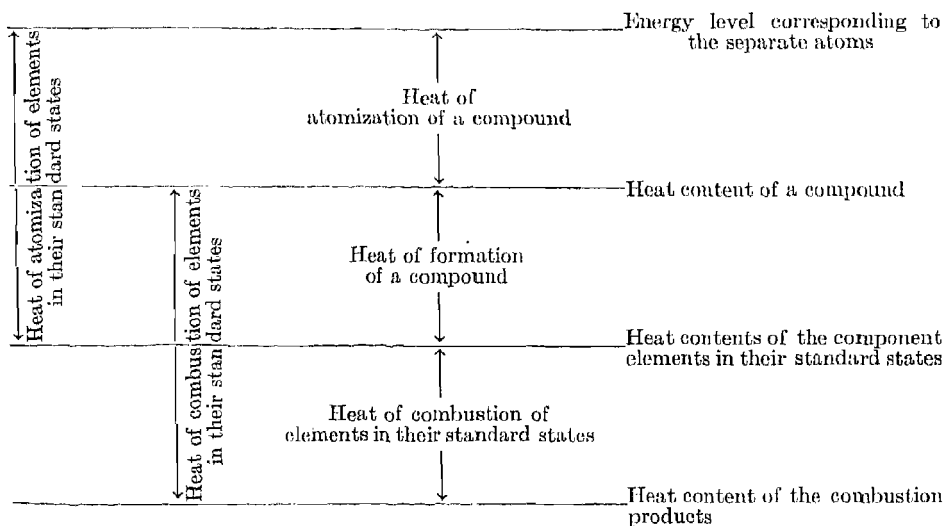 Energy level corresponding to
the separate atoms
Heat of atomization of elements
in their standard states
Heat of
atomization of a compound
Heat content of a compound
Heat of combustion of elements
in their standard states
Heat of formation
of a compound
Heat contents of the component
elements in their standard states
Heat of combustion of
elements in their standard states
Heat content of the combustion
products